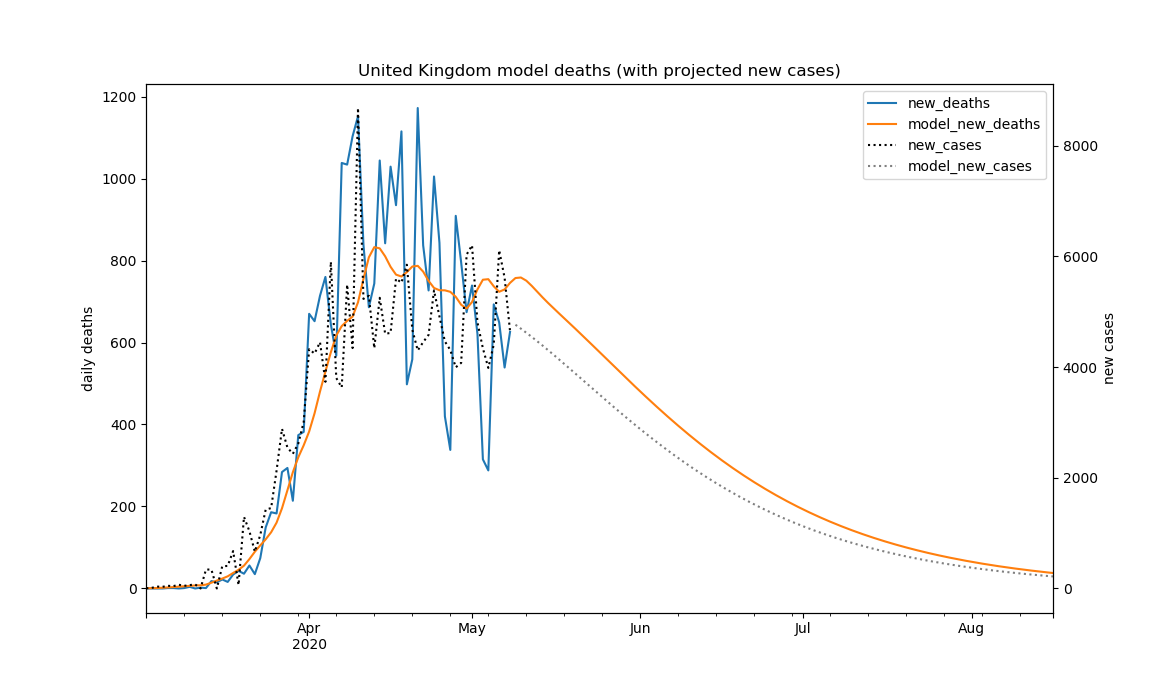 United Kingdom model deaths (with projected new cases)
new_deaths
model_new_deaths
new_cases
model_new_cases
daily deaths
1200
1000
800
600
400
200
0
new cases
8000
6000
4000
2000
0
Apr
2020
May
Jun
Jul
Aug